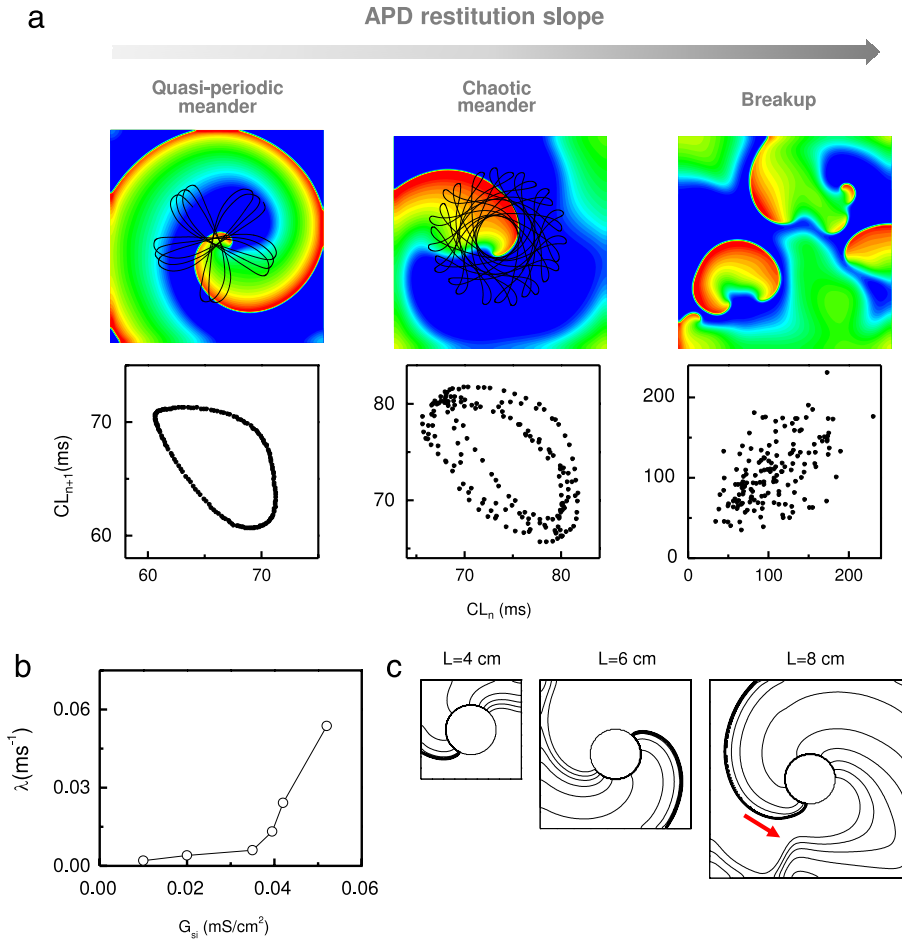 a
APD restitution slope
Quasi-periodic
meander
Chaotic
meander
Breakup
CLn+1(ms)
70
60
60
70
80
70
70
80
200
100
0
0
100
200
CLn (ms)
b
λ(ms-1)
0.06
0.03
0.00
0.00
0.02
0.04
0.06
Gsi (mS/cm2)
c
L=4 cm
L=6 cm
L=8 cm